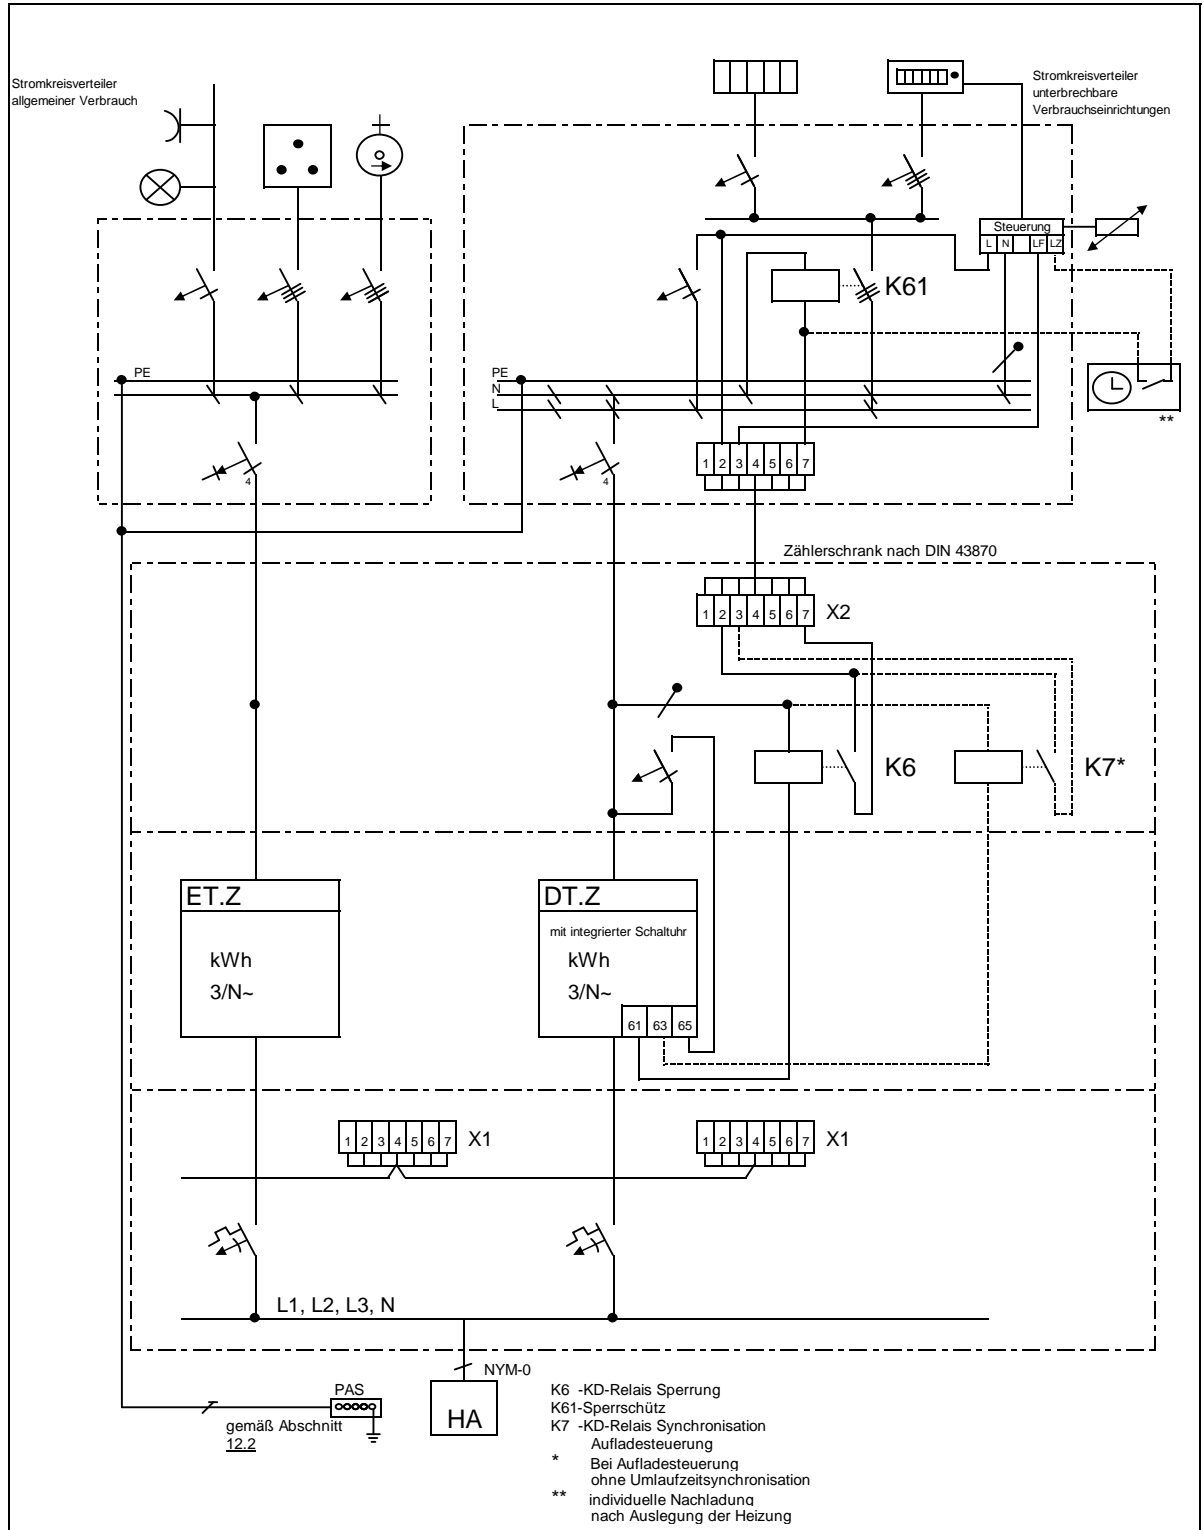 Stromkreisverteiler
allgemeiner Verbrauch
Stromkreisverteiler
unterbrechbare
Verbrauchseinrichtungen
Steuerung
L N LF LZ
K61
PE
PE
N
L
**
4
4
1 2 3 4 5 6 7
Zählerschrank nach DIN 43870
1 2 3 4 5 6 7 X2
K6
K7*
ET.Z
kWh
3/N~
DT.Z
mit integrierter Schaltuhr
kWh
3/N~
61 63 65
1 2 3 4 5 6 7 X1
1 2 3 4 5 6 7 X1
L1, L2, L3, N
NYM-0
HA
PAS
gemäß Abschnitt
12.2
K6 -KD-Relais Sperrung
K61-Sperrschütz
K7 -KD-Relais Synchronisation
Aufladesteuerung
* Bei Aufladesteuerung
ohne Umlaufzeitsynchronisation
** individuelle Nachladung
nach Auslegung der Heizung